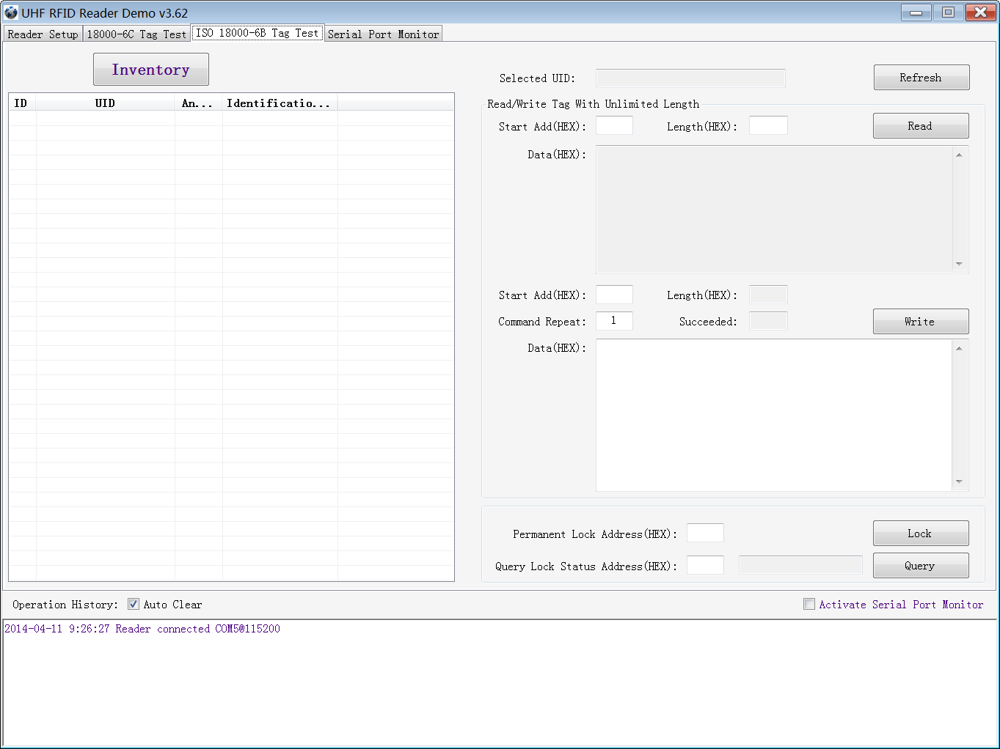 UHF RFID Reader Demo v3.62
Reader Setup 18000-6C Tag Test ISO 18000-6B Tag Test Serial Port Monitor
Inventory
ID UID An... Identificatio...
Selected UID: Refresh
Read/Write Tag With Unlimited Length
Start Add(HEX): Length(HEX): Read
Data(HEX):
Start Add(HEX): Length(HEX):
Command Repeat: 1 Succeeded: Write
Data(HEX):
Permanent Lock Address(HEX): Lock
Query Lock Status Address(HEX): Query
Operation History: Auto Clear Activate Serial Port Monitor
2014-04-11 9:26:27 Reader connected COM5@115200